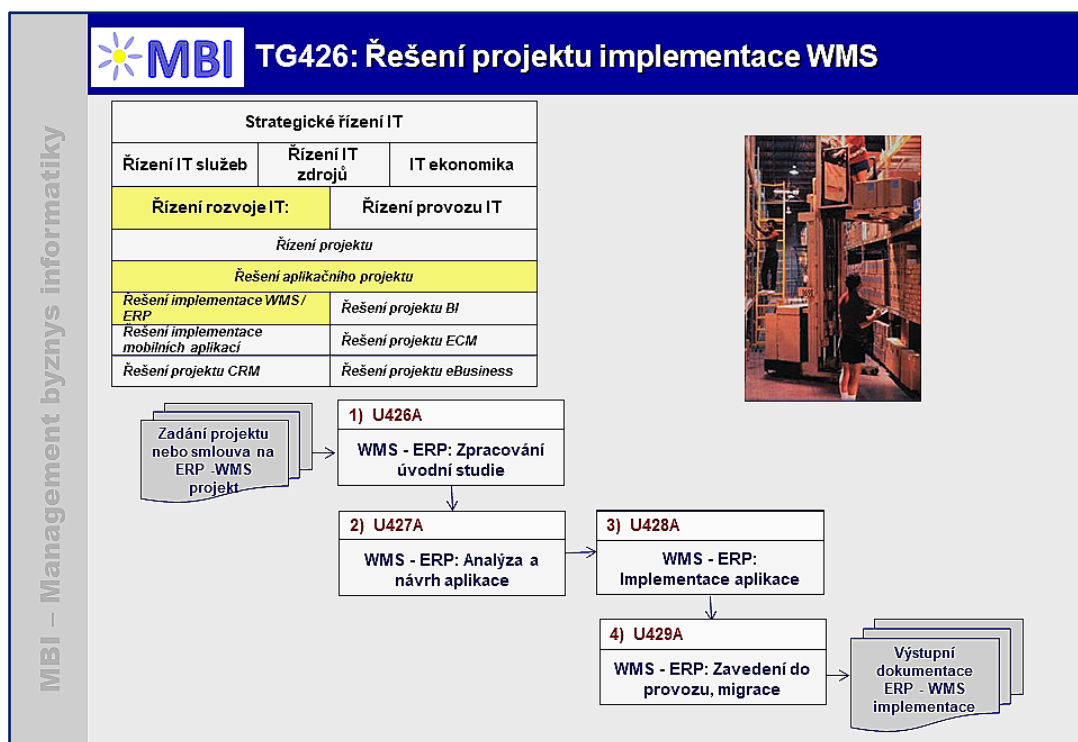 MBI
TG426: Řešení projektu implementace WMS
MBI – Management byznys informatiky
Strategické řízení IT
Řízení IT služeb
Řízení IT
zdrojů
IT ekonomika
Řízení rozvoje IT:
Řízení provozu IT
Řízení projektu
Řešení aplikačního projektu
Řešení implementace WMS /
ERP
Řešení projektu BI
Řešení implementace
mobilních aplikací
Řešení projektu ECM
Řešení projektu CRM
Řešení projektu eBusiness
Zadání projektu
nebo smlouva na
ERP -WMS
projekt
1) U426A
WMS - ERP: Zpracování
úvodní studie
2) U427A
WMS - ERP: Analýza a
návrh aplikace
3) U428A
WMS - ERP:
Implementace aplikace
4) U429A
WMS - ERP: Zavedení do
provozu, migrace
Výstupní
dokumentace
ERP - WMS
implementace